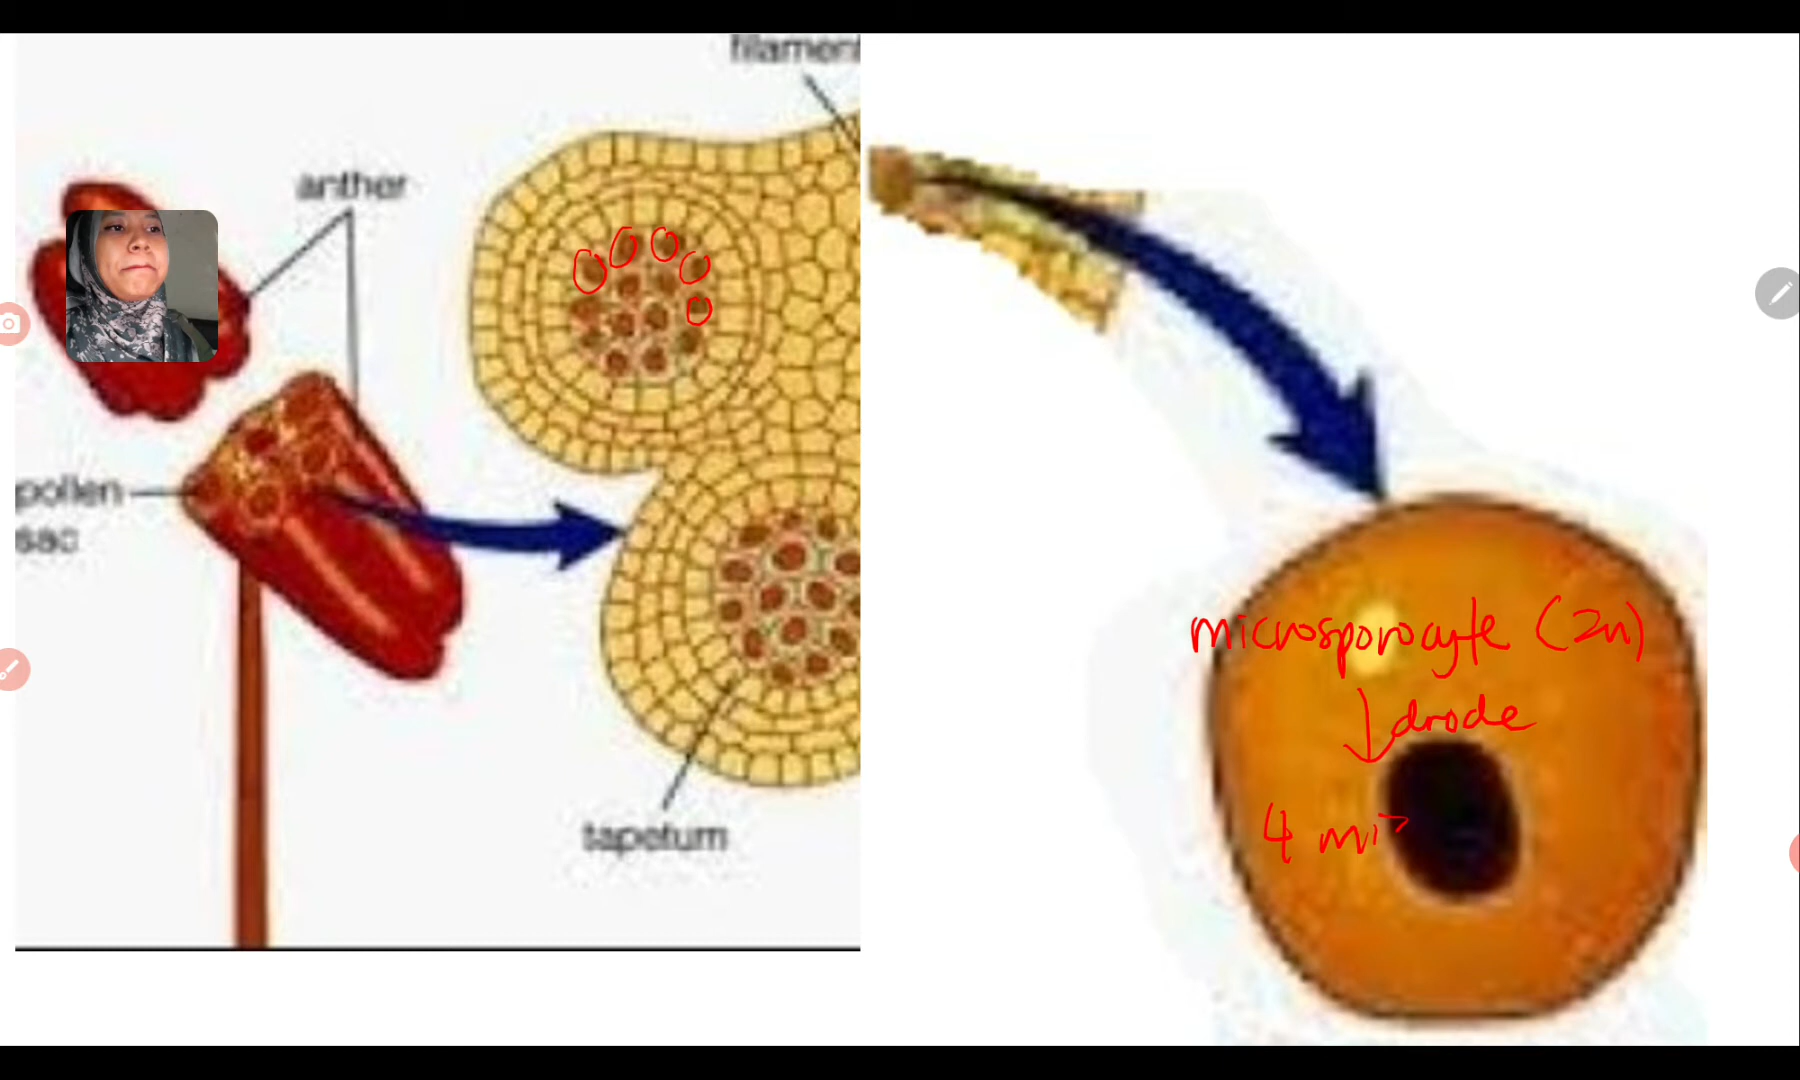 filament
anther
pollen
sac
tapetum
microsporocyte (2n)
4 mi